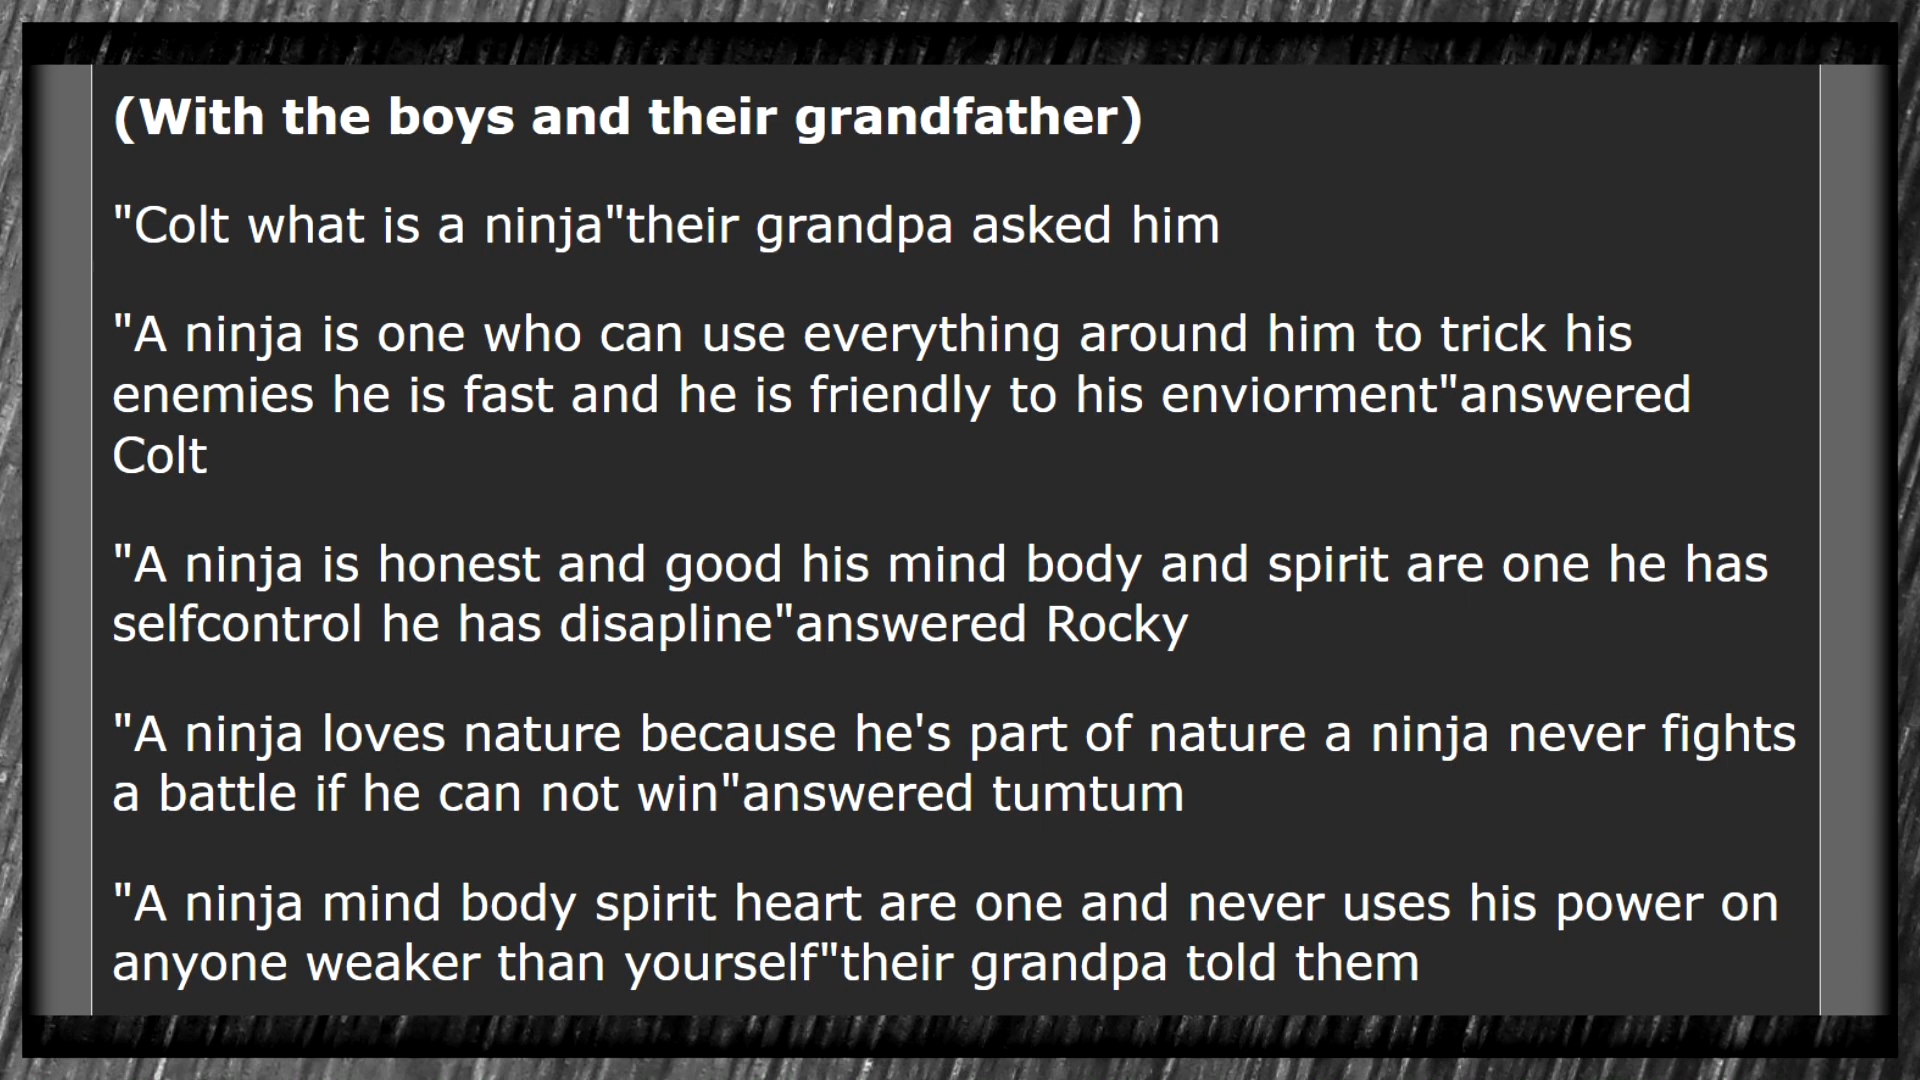 (With the boys and their grandfather)
"Colt what is a ninja"their grandpa asked him
"A ninja is one who can use everything around him to trick his
enemies he is fast and he is friendly to his enviorment"answered
Colt
"A ninja is honest and good his mind body and spirit are one he has
selfcontrol he has disapline"answered Rocky
"A ninja loves nature because he's part of nature a ninja never fights
a battle if he can not win"answered tumtum
"A ninja mind body spirit heart are one and never uses his power on
anyone weaker than yourself"their grandpa told them